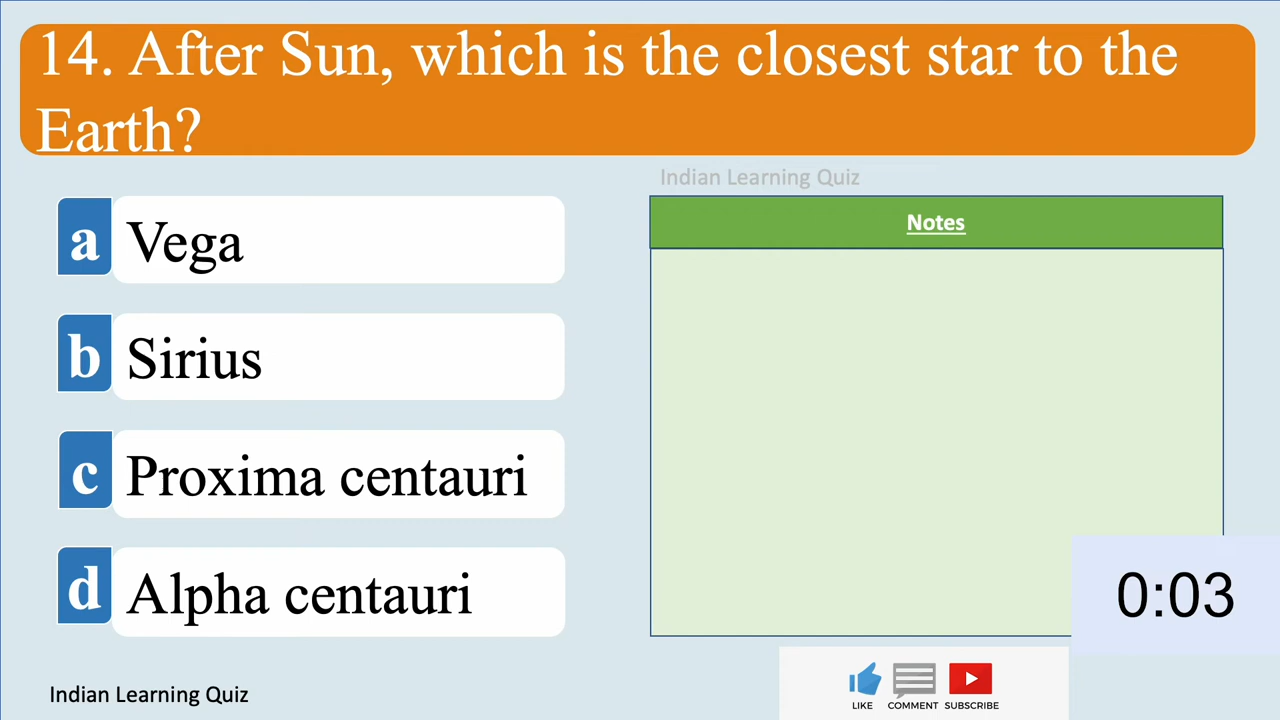 14. After Sun, which is the closest star to the
Earth?
Indian Learning Quiz
a Vega
b Sirius
c Proxima centauri
d Alpha centauri
Notes
0:03
LIKE COMMENT SUBSCRIBE
Indian Learning Quiz